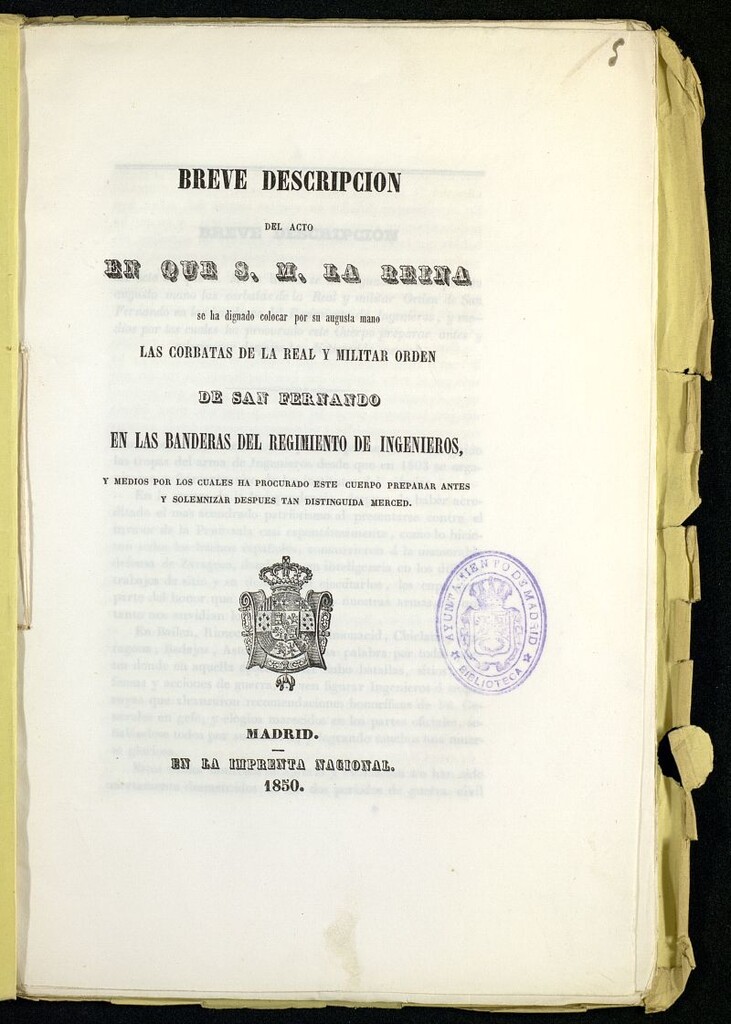 5
BREVE DESCRIPCION
DEL ACTO
EN QUE S. M. LA REINA
se ha dignado colocar por su augusta mano
LAS CORBATAS DE LA REAL Y MILITAR ORDEN
DE SAN FERNANDO
EN LAS BANDERAS DEL REGIMIENTO DE INGENIEROS,
Y MEDIOS POR LOS CUALES HA PROCURADO ESTE CUERPO PREPARAR ANTES
Y SOLEMNIZAR DESPUES TAN DISTINGUIDA MERCED.
AYUNTAMIENTO DE MADRID
BIBLIOTECA
MADRID.
EN LA IMPRENTA NACIONAL.
1850.